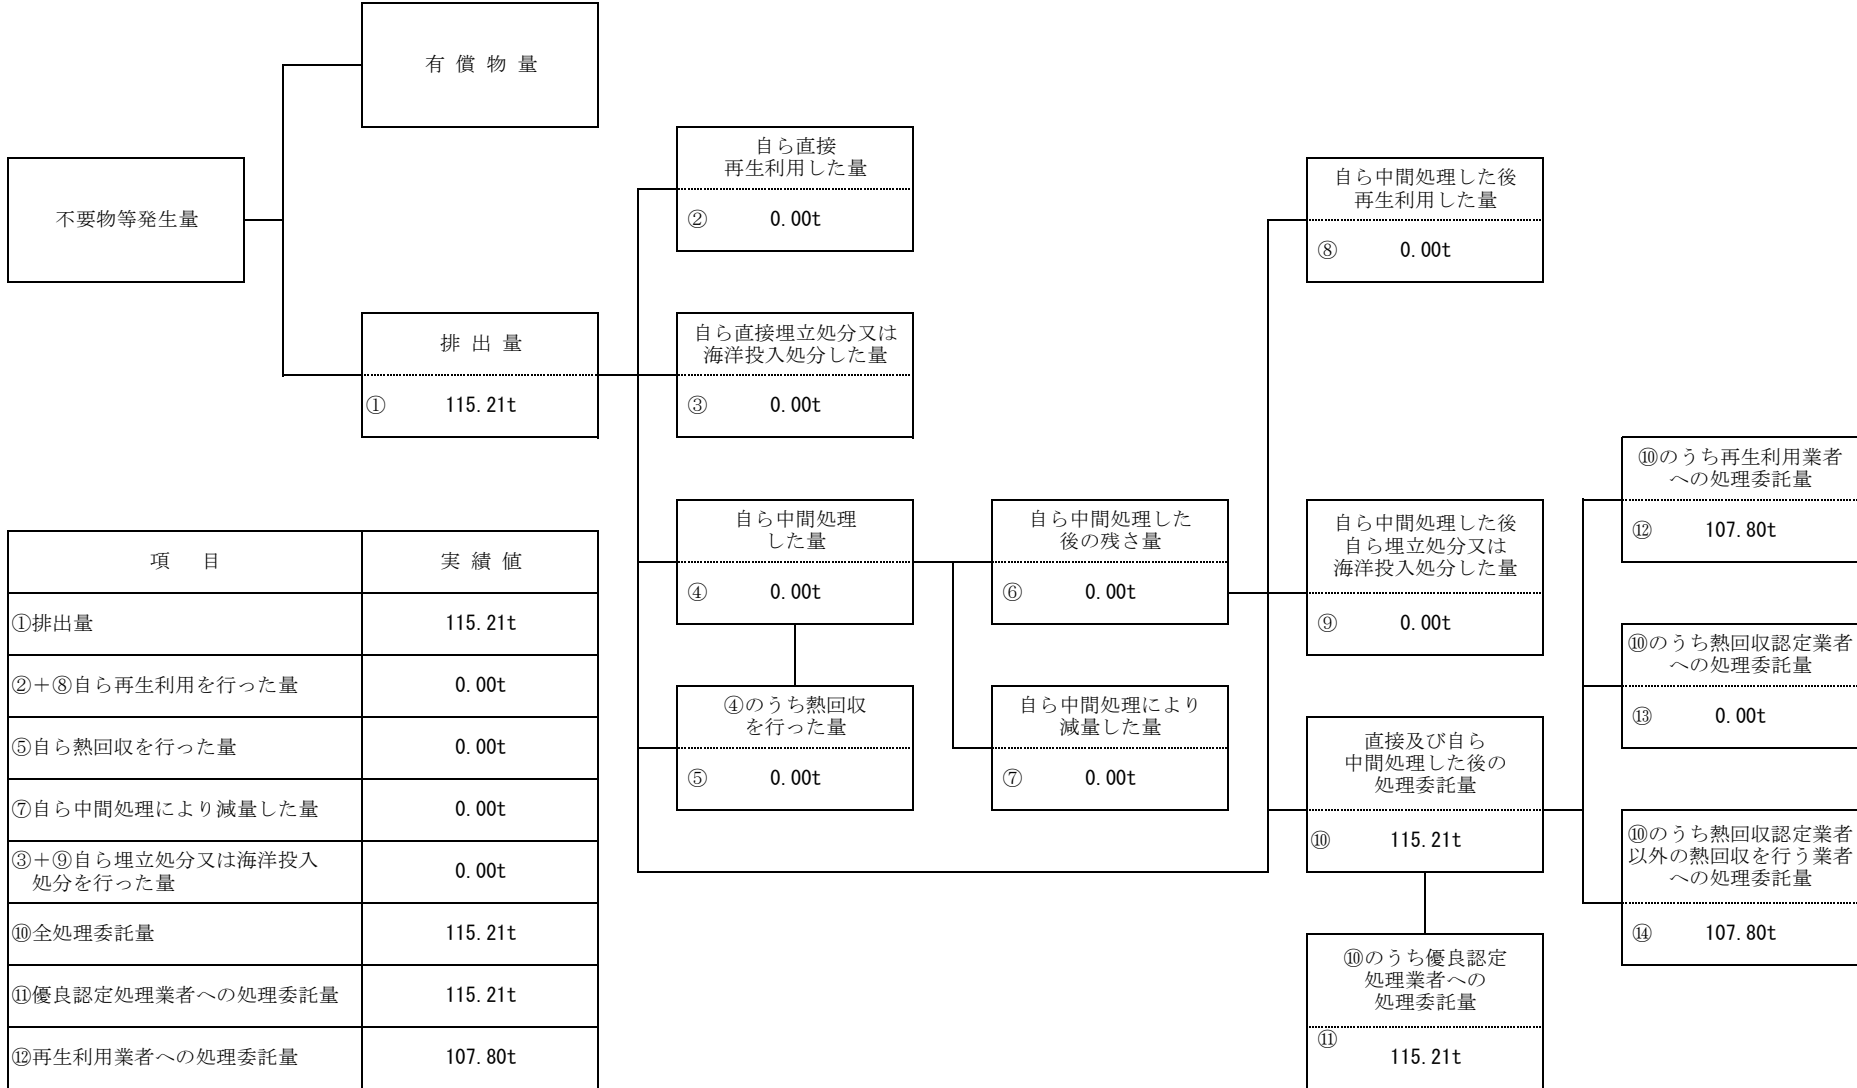 有 償 物 量
不要物等発生量
排 出 量
① 115.21t
自ら直接
再生利用した量
② 0.00t
自ら直接埋立処分又は
海洋投入処分した量
③ 0.00t
自ら中間処理
した量
④ 0.00t
④のうち熱回収
を行った量
⑤ 0.00t
自ら中間処理した
後の残さ量
⑥ 0.00t
自ら中間処理により
減量した量
⑦ 0.00t
自ら中間処理した後
再生利用した量
⑧ 0.00t
自ら中間処理した後
自ら埋立処分又は
海洋投入処分した量
⑨ 0.00t
直接及び自ら
中間処理した後の
処理委託量
⑩ 115.21t
⑩のうち優良認定
処理業者への
処理委託量
⑪ 115.21t
⑩のうち再生利用業者
への処理委託量
⑫ 107.80t
⑩のうち熱回収認定業者
への処理委託量
⑬ 0.00t
⑩のうち熱回収認定業者
以外の熱回収を行う業者
への処理委託量
⑭ 107.80t
項 目 実 績 値
①排出量 115.21t
②+⑧自ら再生利用を行った量 0.00t
⑤自ら熱回収を行った量 0.00t
⑦自ら中間処理により減量した量 0.00t
③+⑨自ら埋立処分又は海洋投入
処分を行った量 0.00t
⑩全処理委託量 115.21t
⑪優良認定処理業者への処理委託量 115.21t
⑫再生利用業者への処理委託量 107.80t